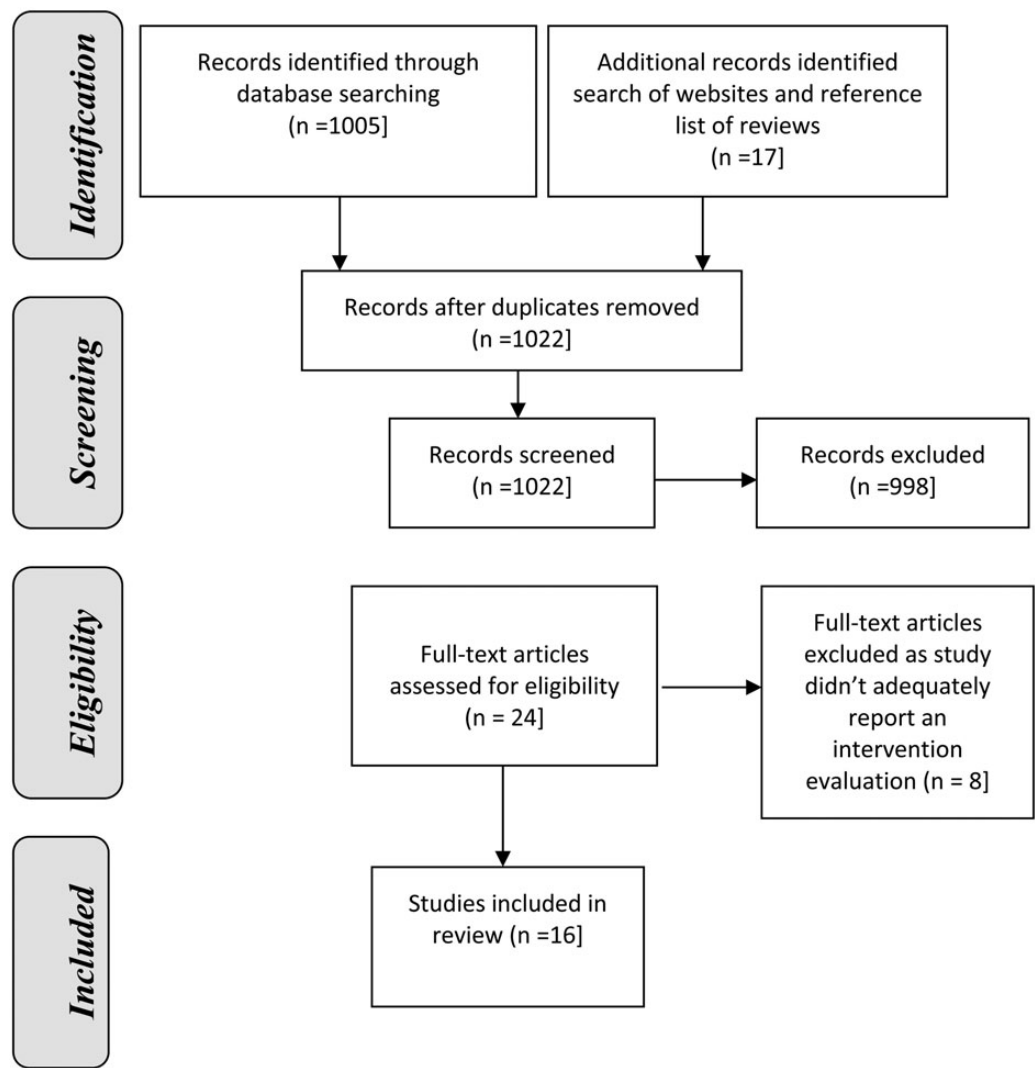 Identification
Records identified through
database searching
(n =1005]
Additional records identified
search of websites and reference
list of reviews
(n =17]
Records after duplicates removed
(n =1022]
Screening
Records screened
(n =1022]
Records excluded
(n =998]
Eligibility
Full-text articles
assessed for eligibility
(n = 24]
Full-text articles
excluded as study
didn’t adequately
report an
intervention
evaluation (n = 8]
Included
Studies included in
review (n =16]